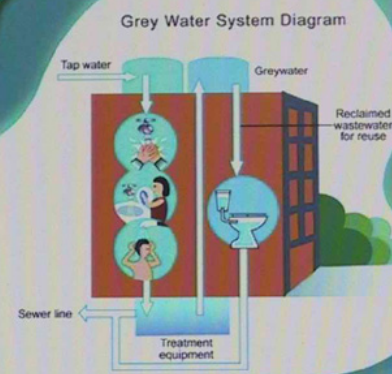 Grey Water System Diagram
Tap water
Greywater
Reclaimed
wastewater
for reuse
Sewer line
Treatment
equipment